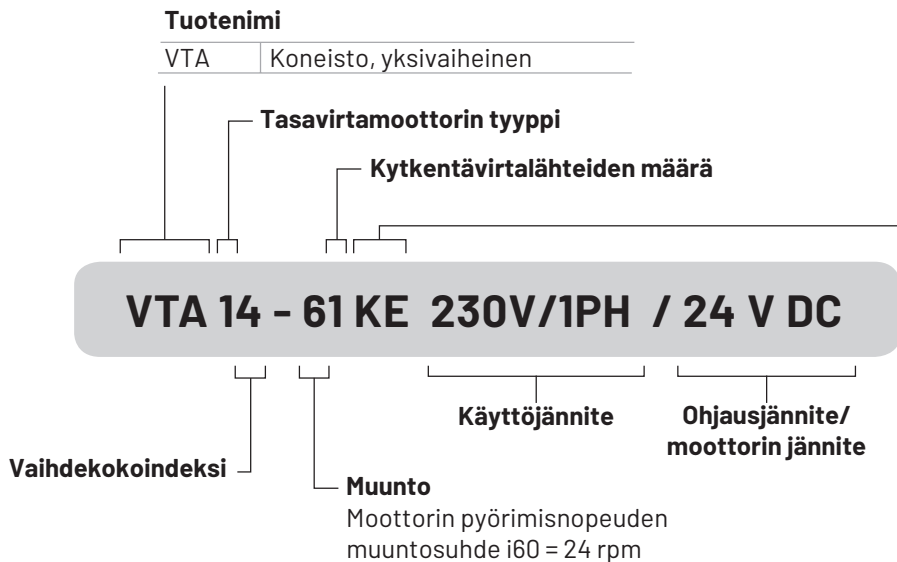 Tuotenimi
VTA Koneisto, yksivaiheinen
Tasavirtamoottorin tyyppi
Kytkentävirtalähteiden määrä
VTA 14 - 61 KE 230V/1PH / 24 V DC
Käyttöjännite
Ohjausjännite/
moottorin jännite
Vaihdekokoindeksi
Muunto
Moottorin pyörimisnopeuden
muuntosuhde i60 = 24 rpm